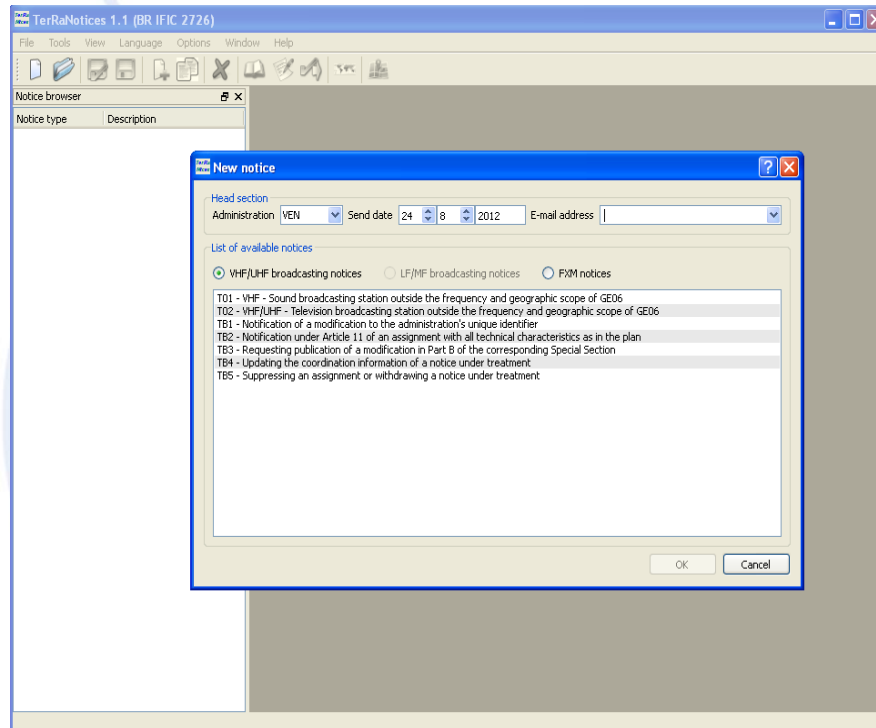 TerRaNotices 1.1 (BR IFIC 2726)
File Tools View Language Options Window Help
Notice browser
Notice type Description
New notice
Head section
Administration VEN Send date 24 8 2012 E-mail address
List of available notices
VHF/UHF broadcasting notices LF/MF broadcasting notices FXM notices
T01 - VHF - Sound broadcasting station outside the frequency and geographic scope of GE06
T02 - VHF/UHF - Television broadcasting station outside the frequency and geographic scope of GE06
TB1 - Notification of a modification to the administration's unique identifier
TB2 - Notification under Article 11 of an assignment with all technical characteristics as in the plan
TB3 - Requesting publication of a modification in Part B of the corresponding Special Section
TB4 - Updating the coordination information of a notice under treatment
TB5 - Suppressing an assignment or withdrawing a notice under treatment
OK Cancel